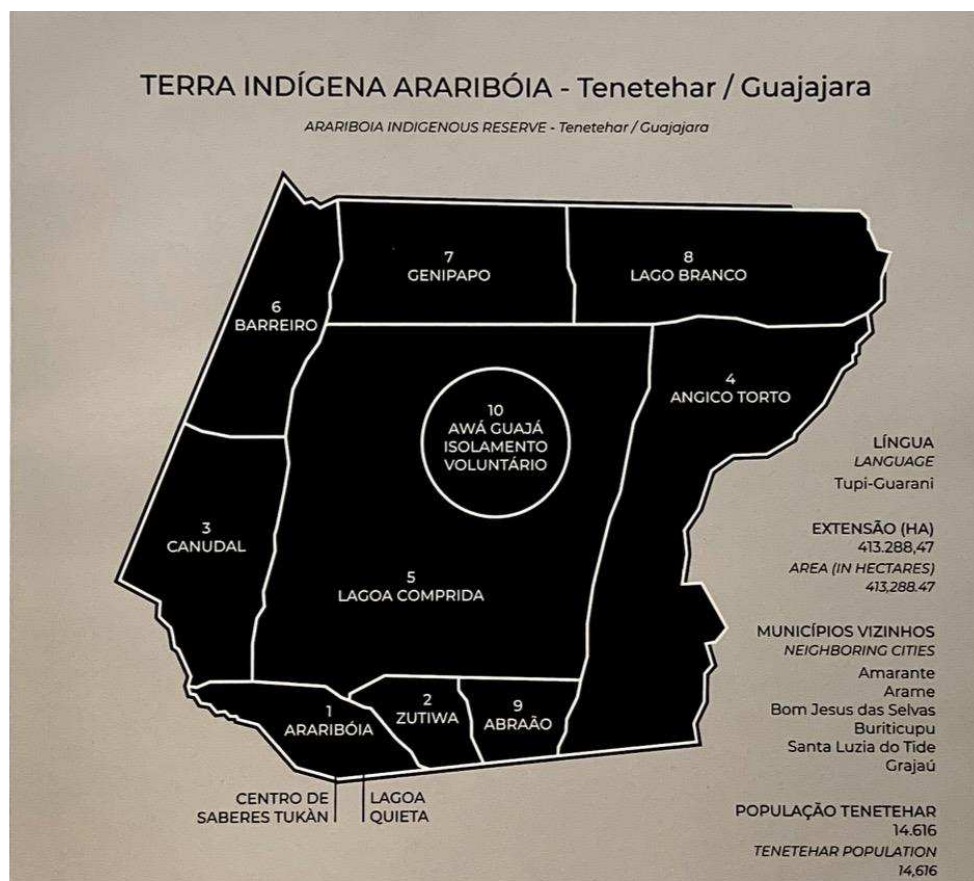 TERRA INDÍGENA ARARIBÓIA - Tenetehar / Guajajara
ARARIBOIA INDIGENOUS RESERVE - Tenetehar / Guajajara
7
GENIPAPO
8
LAGO BRANCO
6
BARREIRO
4
ANGICO TORTO
10
AWÁ GUAJÁ
ISOLAMENTO
VOLUNTÁRIO
3
CANUDAL
5
LAGOA COMPRIDA
1
ARARIBÓIA
2
ZUTIWA
9
ABRAÃO
CENTRO DE
SABERES TUKÀN
LAGOA
QUIETA
LÍNGUA
LANGUAGE
Tupi-Guarani
EXTENSÃO (HA)
413.288,47
AREA (IN HECTARES)
413,288.47
MUNICÍPIOS VIZINHOS
NEIGHBORING CITIES
Amarante
Arame
Bom Jesus das Selvas
Buriticupu
Santa Luzia do Tide
Grajaú
POPULAÇÃO TENETEHAR
14.616
TENETEHAR POPULATION
14,616